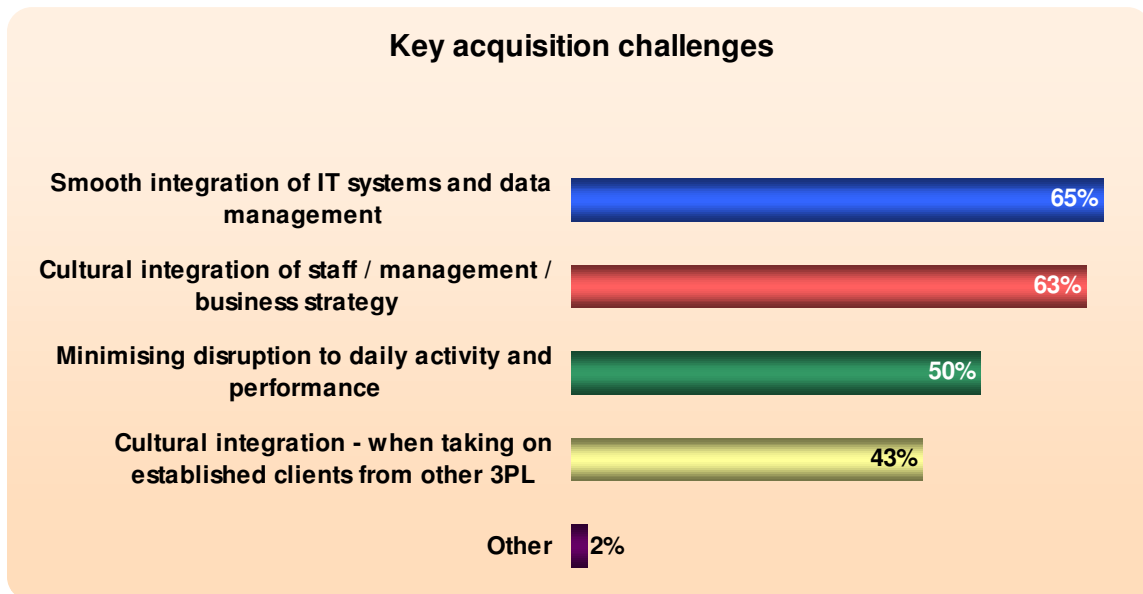 Key acquisition challenges
Smooth integration of IT systems and data
management
65%
Cultural integration of staff / management /
business strategy
63%
Minimising disruption to daily activity and
performance
50%
Cultural integration - when taking on
established clients from other 3PL
43%
Other
2%